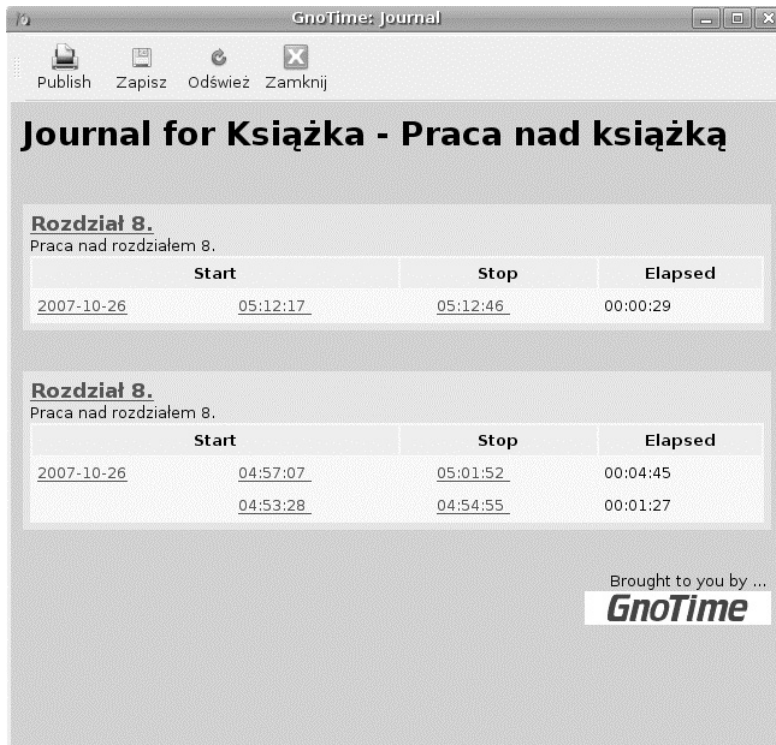 GnoTime: Journal
Publish Zapisz Odśwież Zamknij
Journal for Książka - Praca nad książką
Rozdział 8.
Praca nad rozdziałem 8.
Start Stop Elapsed
2007-10-26 05:12:17 05:12:46 00:00:29
Rozdział 8.
Praca nad rozdziałem 8.
Start Stop Elapsed
2007-10-26 04:57:07 05:01:52 00:04:45
04:53:28 04:54:55 00:01:27
Brought to you by ...
GnoTime